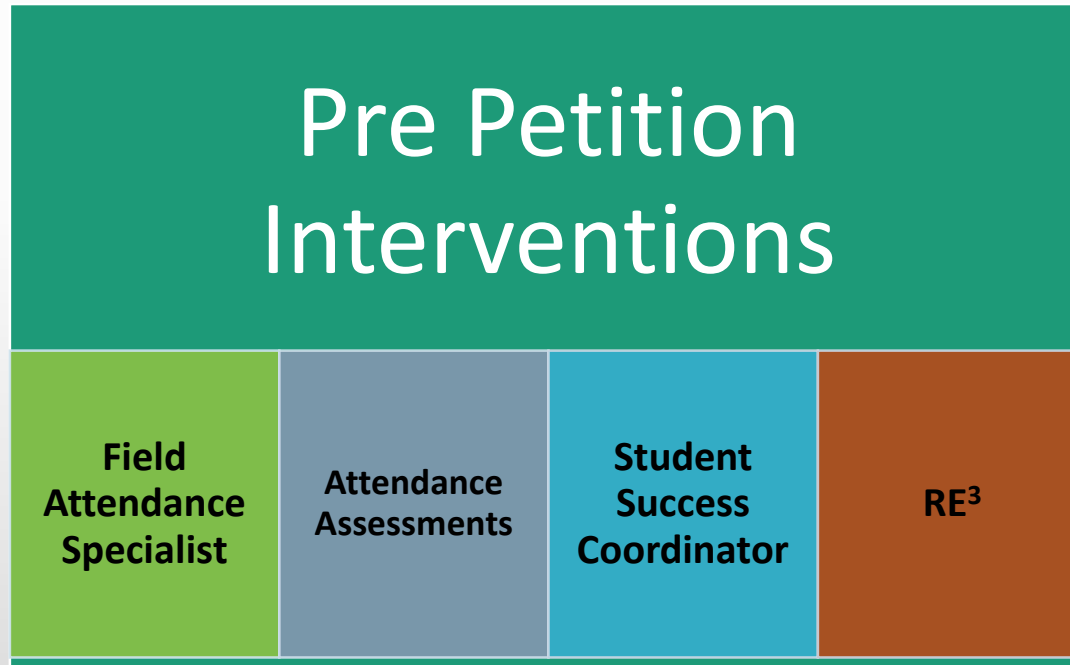 Pre Petition
Interventions
Field
Attendance
Specialist
Attendance
Assessments
Student
Success
Coordinator
RE³